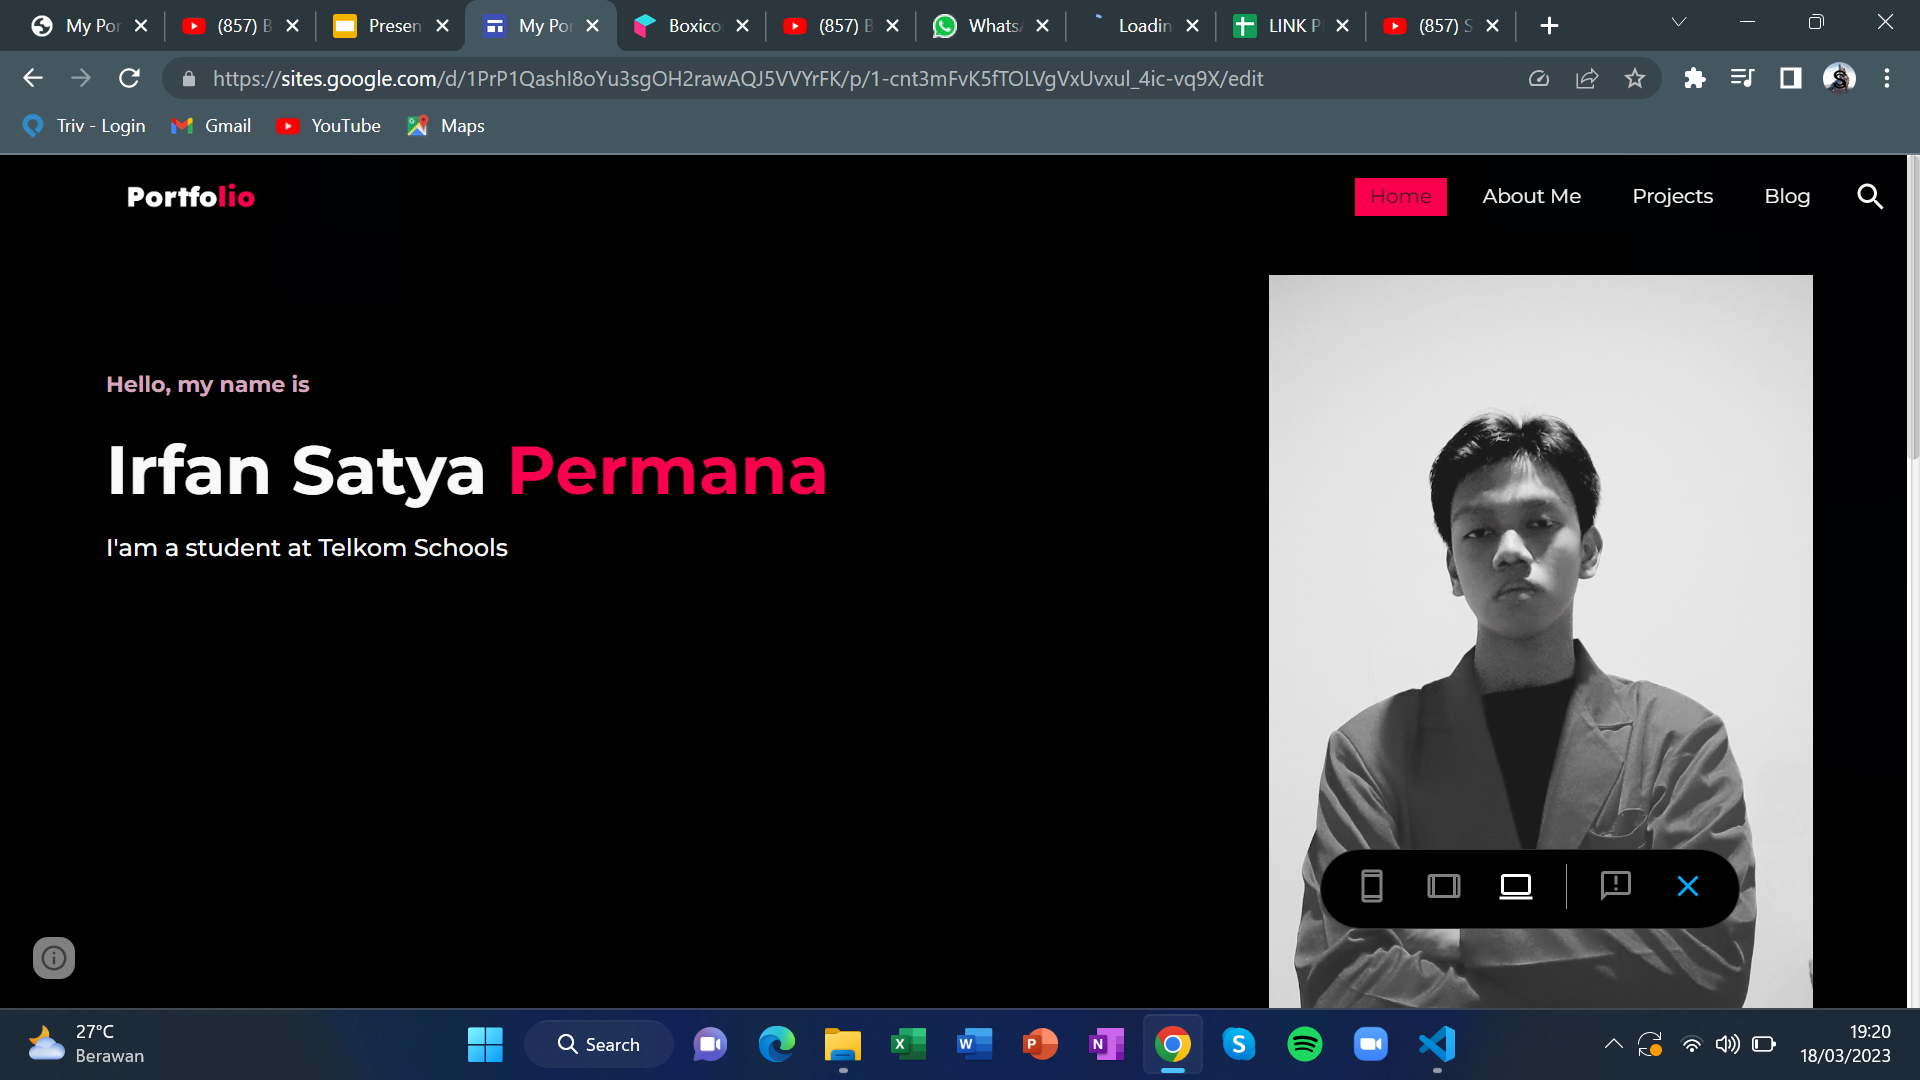 My Por
(857) B
Presen
My Por
Boxico
(857) B
Whats
Loadin
LINK P
(857) S
https://sites.google.com/d/1PrP1QashI8oYu3sgOH2rawAQJ5VVYrFK/p/1-cnt3mFvK5fTOLVgVxUvxul_4ic-vq9X/edit
Triv - Login
Gmail
YouTube
Maps
Portfolio
Home
About Me
Projects
Blog
Hello, my name is
Irfan Satya Permana
I'am a student at Telkom Schools
27°C
Berawan
Search
19:20
18/03/2023